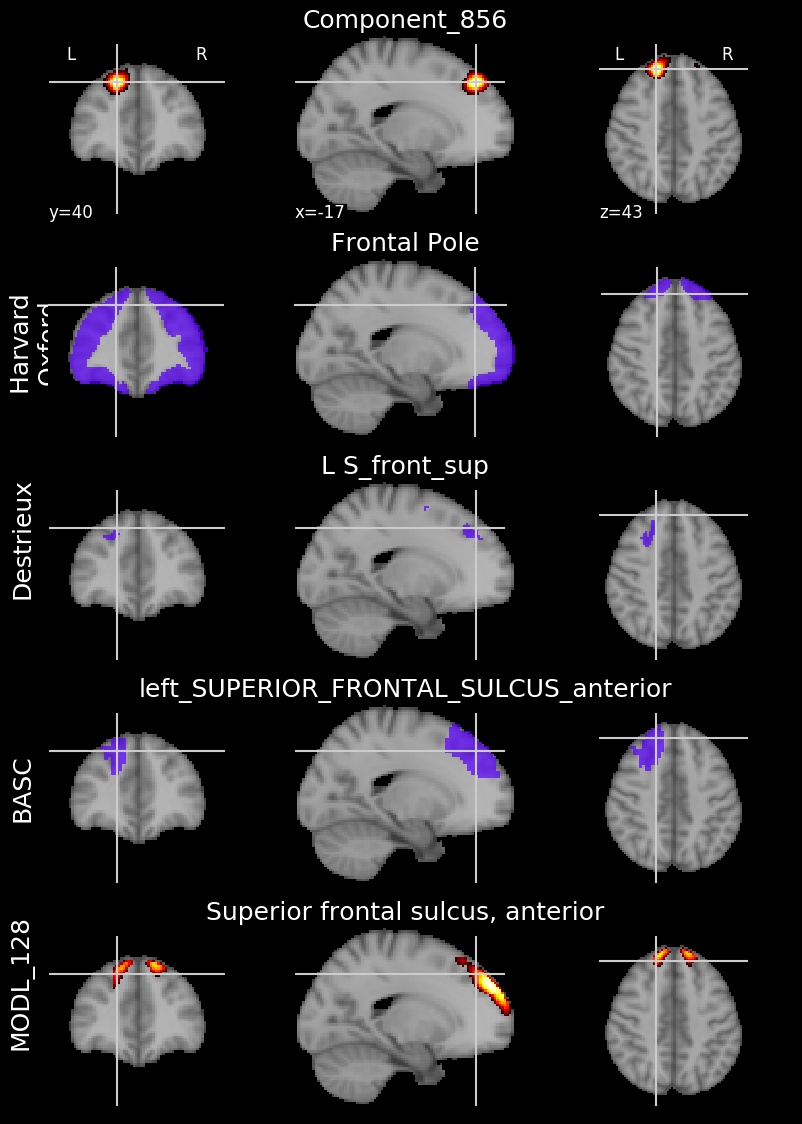 Component_856
L R L R
y=40 x=-17 z=43
Frontal Pole
Harvard
L S_front_sup
Destrieux
left_SUPERIOR_FRONTAL_SULCUS_anterior
BASC
Superior frontal sulcus, anterior
MODL_128